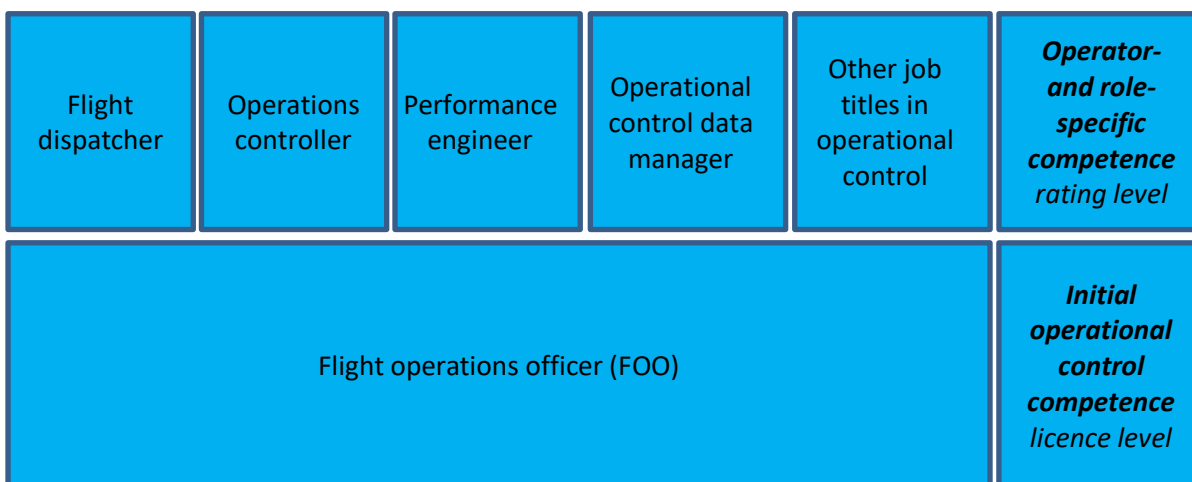 Flight
dispatcher
Operations
controller
Performance
engineer
Operational
control data
manager
Other job
titles in
operational
control
Operator-
and role-
specific
competence
rating level
Flight operations officer (FOO)
Initial
operational
control
competence
licence level